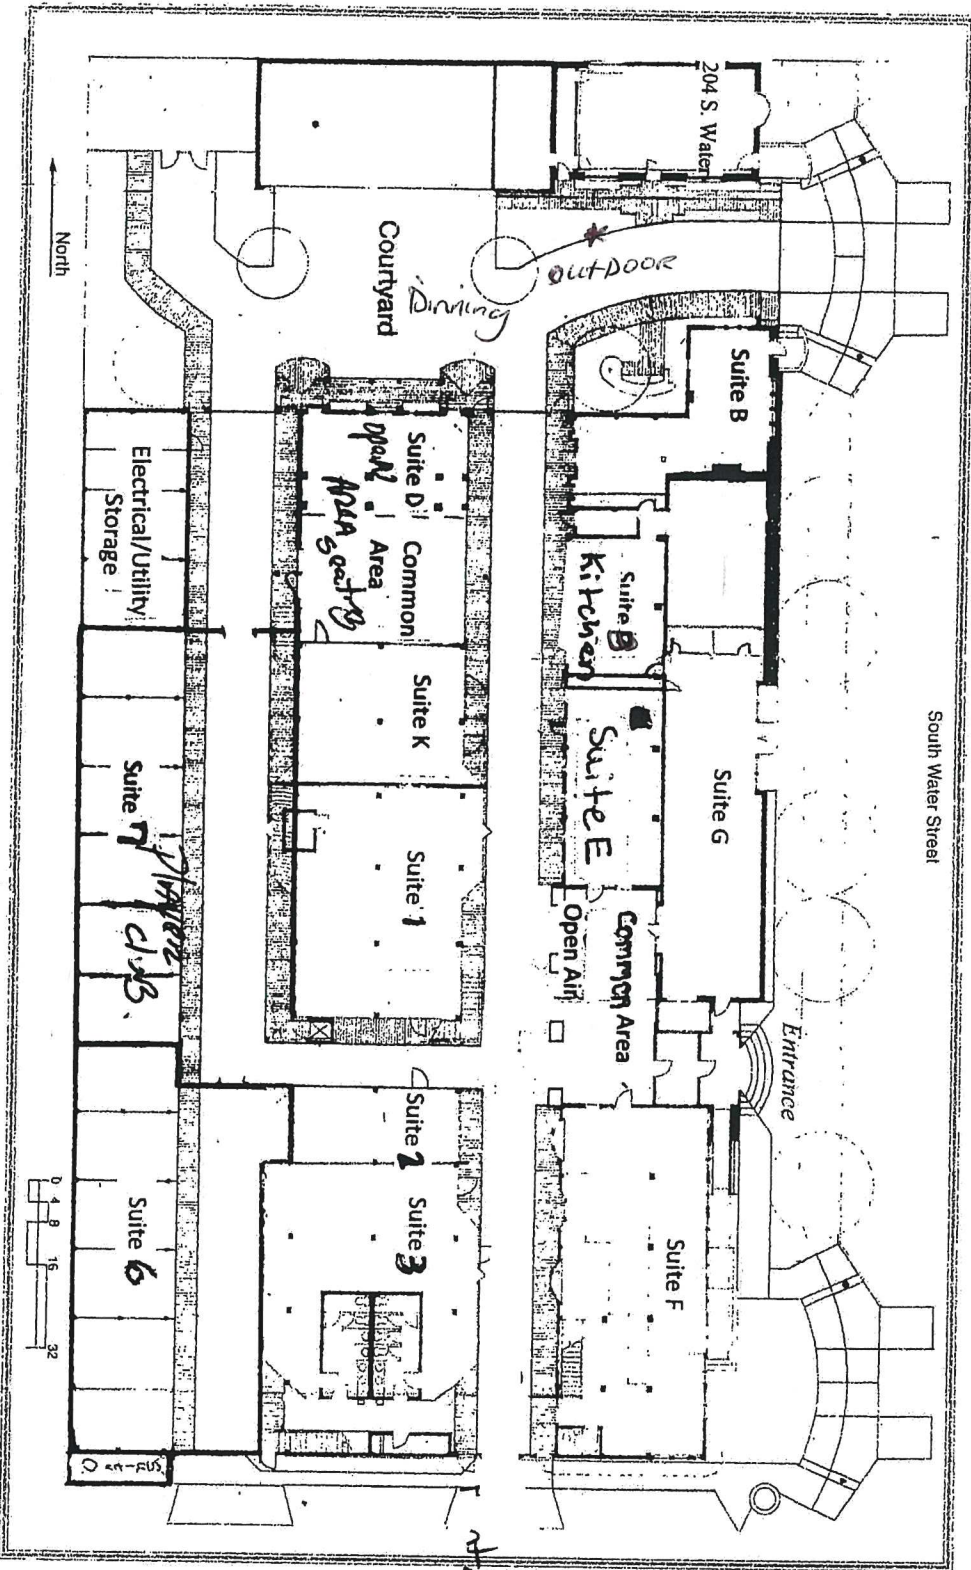 204 S. Water
South Water Street
North
Courtyard
Dinning
OUTDOOR
Suite B
Electrical/Utility
Storage
Suite D
Common
Area
open
AREA
seating
Suite B
Kitchen
Suite K
Suite E
Suite G
Suite 7
Player
club.
Suite 1
Open Air
Common Area
Entrance
Suite 2
Suite 3
Suite F
Suite 6
0 4 8 16 32